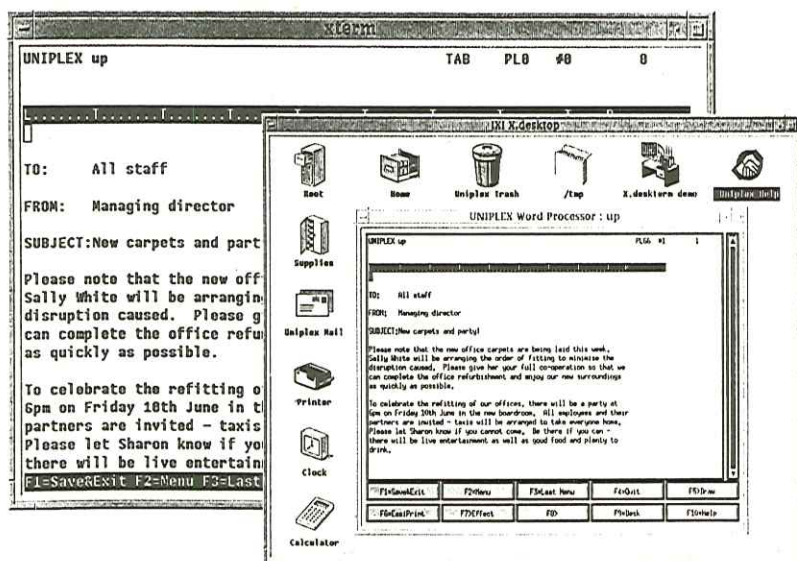 xterm
UNIPLEX up TAB PL0 #0 0
TO: All staff
FROM: Managing director
SUBJECT:New carpets and part
Please note that the new off
Sally White will be arranging
disruption caused. Please g
can complete the office refu
as quickly as possible.
To celebrate the refitting o
6pm on Friday 10th June in t
partners are invited - taxis
Please let Sharon know if yo
there will be live entertain
F1=Save&Exit F2=Menu F3=Last
IXI X.desktop
Root
Home
Uniplex Trash
/tmp
X.deskterm demo
Uniplex Help
Supplies
Uniplex Mail
Printer
Clock
Calculator
UNIPLEX Word Processor : up
UNIPLEX up PL66 #1 1
TO: All staff
FROM: Managing director
SUBJECT:New carpets and party!
Please note that the new office carpets are being laid this week.
Sally White will be arranging the order of fitting to minimise the
disruption caused. Please give her your full co-operation so that we
can complete the office refurbishment and enjoy our new surroundings
as quickly as possible.
To celebrate the refitting of our offices, there will be a party at
6pm on Friday 10th June in the new boardroom. All employees and their
partners are invited - taxis will be arranged to take everyone home.
Please let Sharon know if you cannot come. Be there if you can -
there will be live entertainment as well as good food and plenty to
drink.
F1=Save&Exit F2=Menu F3=Last Menu F4=Quit F5=Draw
F6=EasiPrint F7=Effect F8= F9=Desk F10=Help